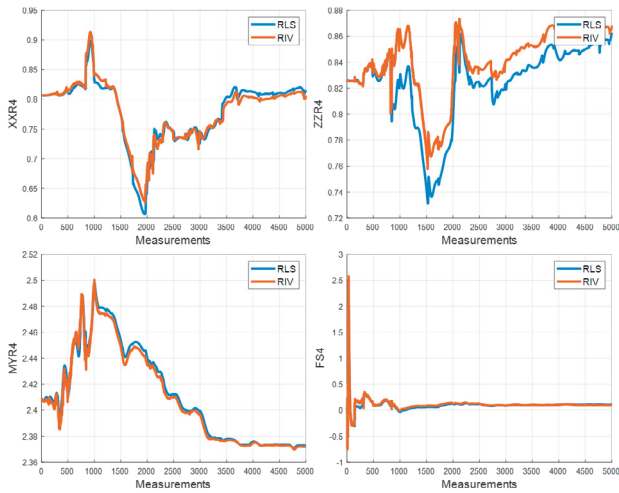 0.95
0.9
0.85
0.8
0.75
0.7
0.65
0.6
XXR4
RLS
RIV
0 500 1000 1500 2000 2500 3000 3500 4000 4500 5000
Measurements
0.88
0.86
0.84
0.82
0.8
0.78
0.76
0.74
0.72
ZZR4
RLS
RIV
0 500 1000 1500 2000 2500 3000 3500 4000 4500 5000
Measurements
2.52
2.5
2.48
2.46
2.44
2.42
2.4
2.38
2.36
MYR4
RLS
RIV
0 500 1000 1500 2000 2500 3000 3500 4000 4500 5000
Measurements
3
2.5
2
1.5
1
0.5
0
-0.5
-1
FS4
RLS
RIV
0 500 1000 1500 2000 2500 3000 3500 4000 4500 5000
Measurements